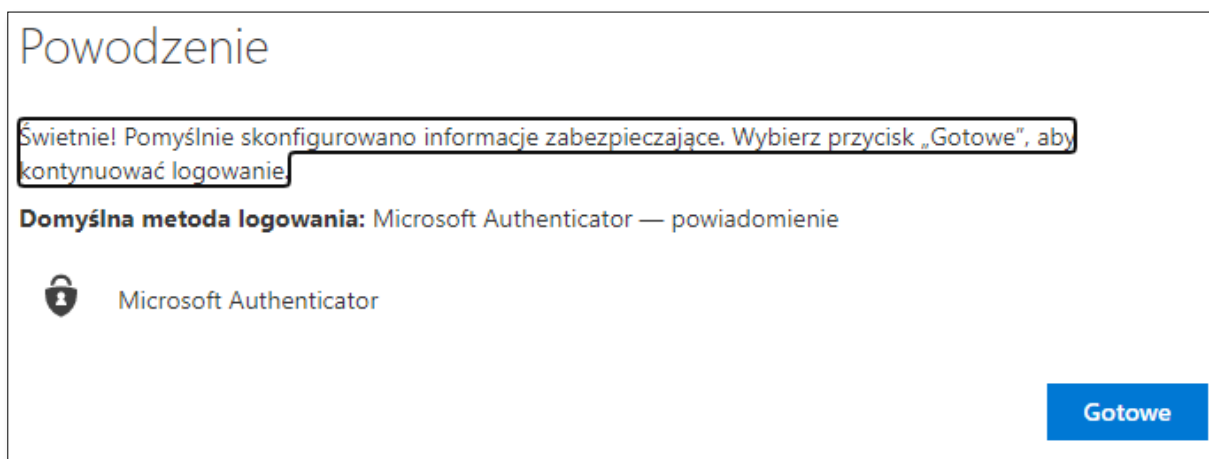 Powodzenie
Świetnie! Pomyślnie skonfigurowano informacje zabezpieczające. Wybierz przycisk „Gotowe”, aby
kontynuować logowanie.
Domyślna metoda logowania: Microsoft Authenticator — powiadomienie
Microsoft Authenticator
Gotowe